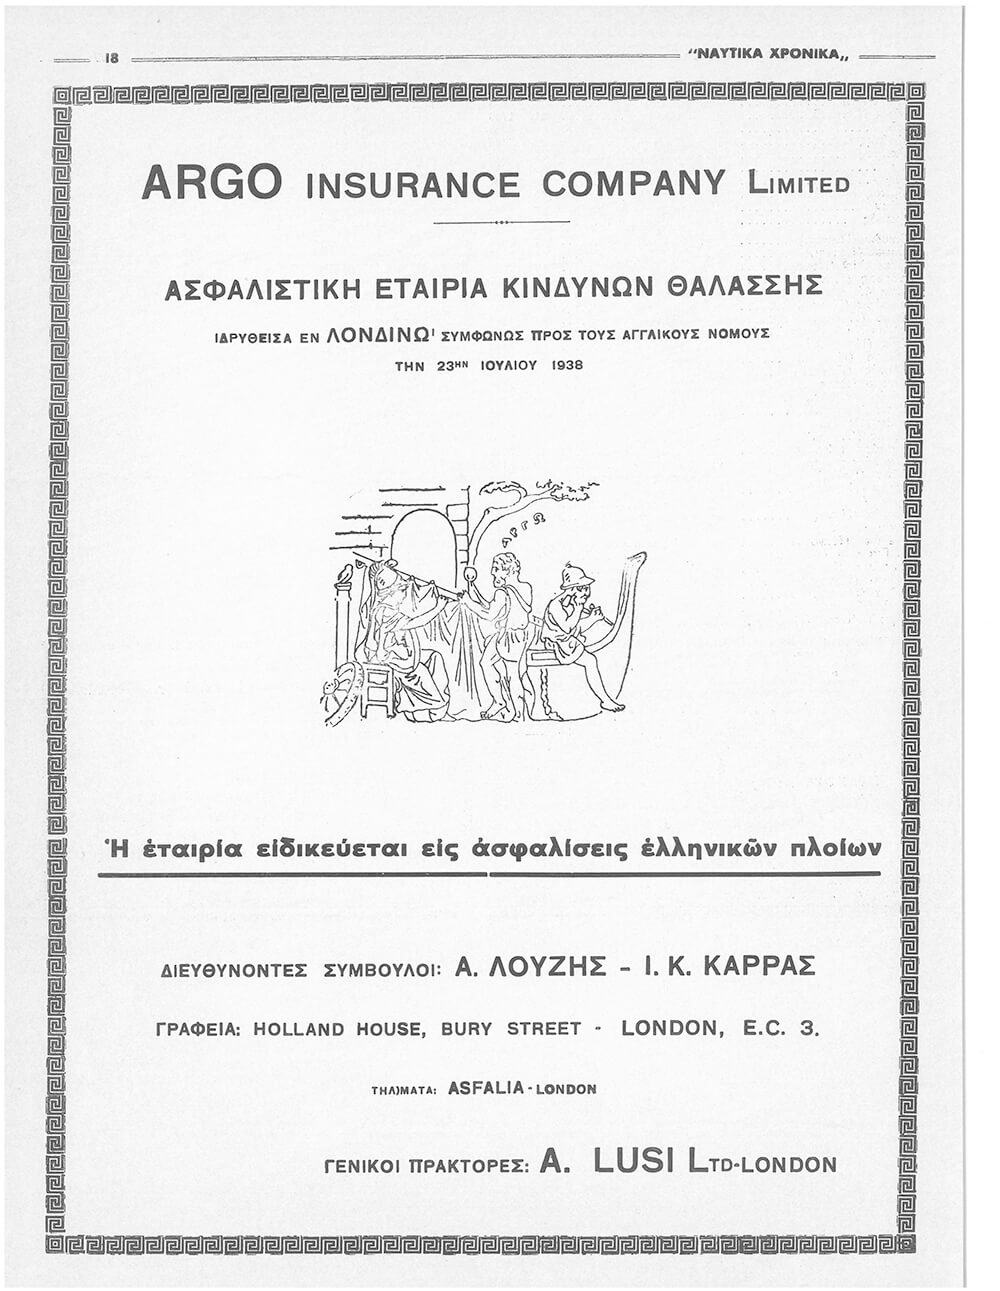 18
“ΝΑΥΤΙΚΑ ΧΡΟΝΙΚΑ„
ARGO INSURANCE COMPANY LIMITED
ΑΣΦΑΛΙΣΤΙΚΗ ΕΤΑΙΡΙΑ ΚΙΝΔΥΝΩΝ ΘΑΛΑΣΣΗΣ
ΙΔΡΥΘΕΙΣΑ ΕΝ ΛΟΝΔΙΝΩι ΣΥΜΦΩΝΩΣ ΠΡΟΣ ΤΟΥΣ ΑΓΓΛΙΚΟΥΣ ΝΟΜΟΥΣ
ΤΗΝ 23ΗΝ ΙΟΥΛΙΟΥ 1938
ΑΡΓΩ
Ἡ ἑταιρία εἰδικεύεται εἰς ἀσφαλίσεις ἑλληνικῶν πλοίων
ΔΙΕΥΘΥΝΟΝΤΕΣ ΣΥΜΒΟΥΛΟΙ: Α. ΛΟΥΖΗΣ - Ι. Κ. ΚΑΡΡΑΣ
ΓΡΑΦΕΙΑ: HOLLAND HOUSE, BURY STREET - LONDON, E.C. 3.
ΤΗΛ)ΜΑΤΑ: ASFALIA - LONDON
ΓΕΝΙΚΟΙ ΠΡΑΚΤΟΡΕΣ: A. LUSI LTD-LONDON